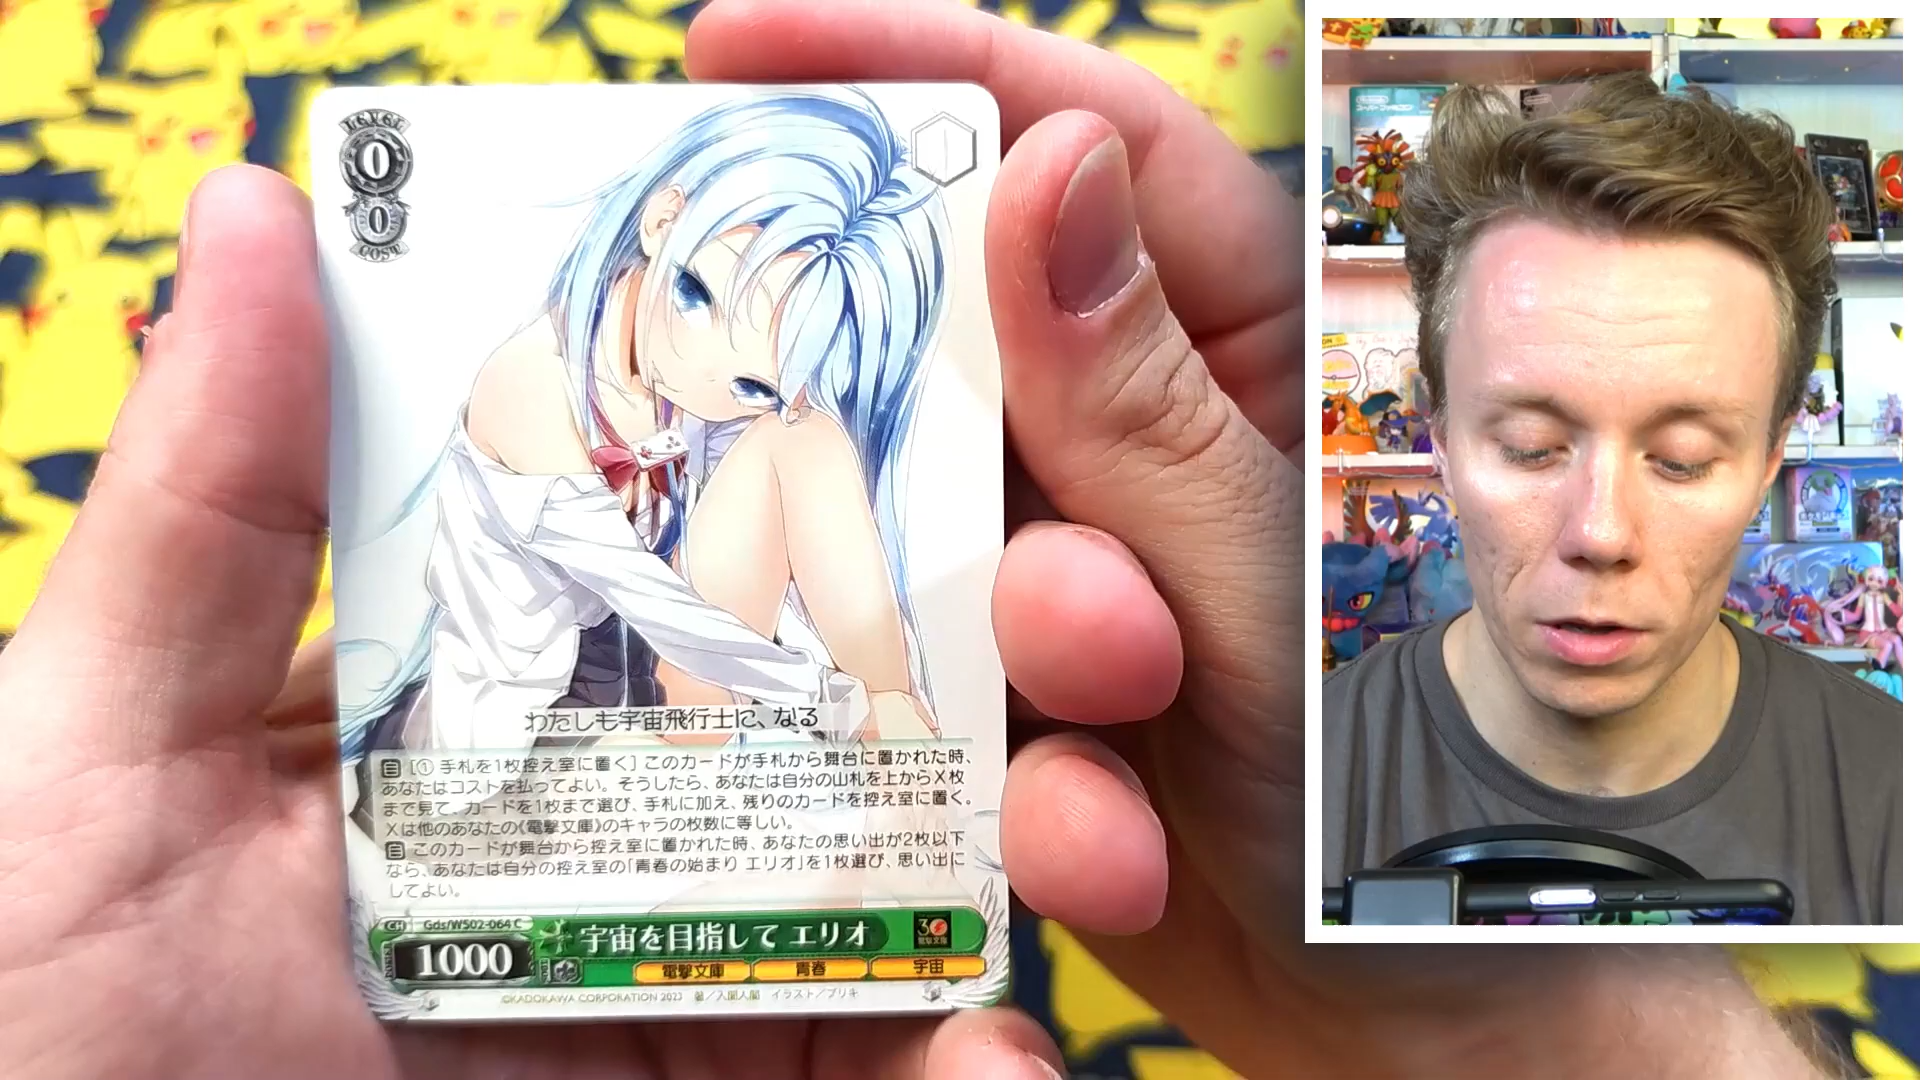 LEVEL
0
0
COST
わたしも宇宙飛行士に、なる
自 [① 手札を1枚控え室に置く] このカードが手札から舞台に置かれた時、
あなたはコストを払ってよい。そうしたら、あなたは自分の山札を上からX枚
まで見て、カードを1枚まで選び、手札に加え、残りのカードを控え室に置く。
Xは他のあなたの《電撃文庫》のキャラの枚数に等しい。
自 このカードが舞台から控え室に置かれた時、あなたの思い出が2枚以下
なら、あなたは自分の控え室の「青春の始まり エリオ」を1枚選び、思い出に
してよい。
CH Gds/W502-064 C
1000
宇宙を目指して エリオ
30
電撃文庫
電撃文庫 青春 宇宙
©KADOKAWA CORPORATION 2023 著/入間人間 イラスト/ブリキ